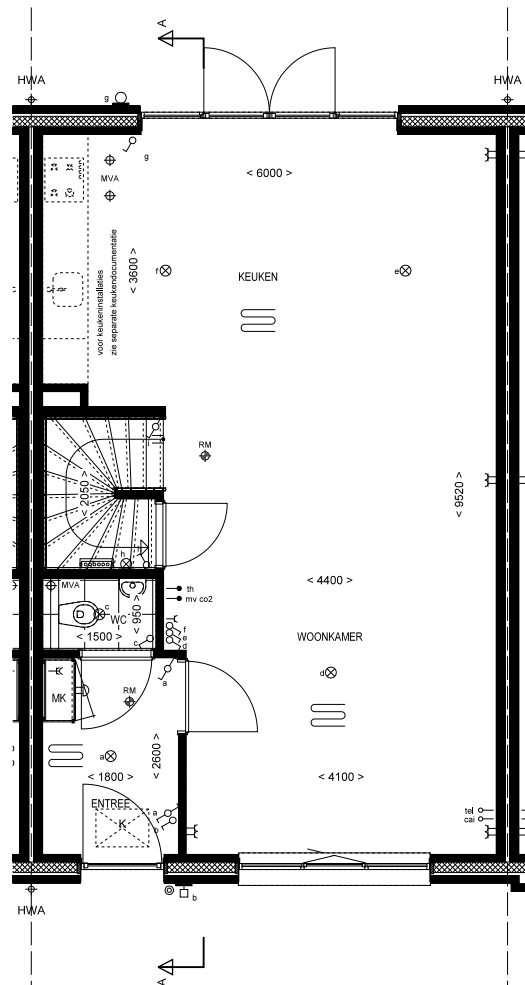 A
HWA
HWA
g
g
MVA
< 6000 >
voor keukeninstallaties
zie separate keukendocumentatie
< 3600 >
f
KEUKEN
e
RM
< 2050 >
< 9520 >
h
MVA
c
WC
< 950 >
< 1500 >
c
th
mv co2
f
e
d
< 4400 >
WOONKAMER
d
a
MK
RM
a
< 1800 >
< 2600 >
< 4100 >
ENTREE
a
b
K
tel
cai
b
HWA
A